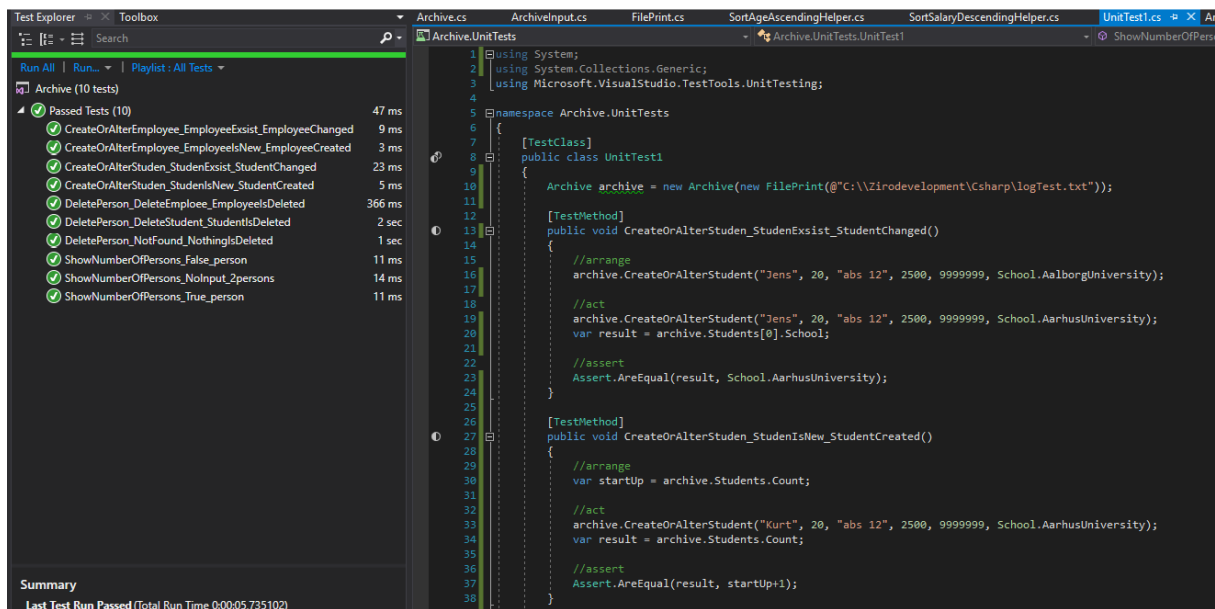 Test Explorer
Toolbox
Search
Run All | Run... | Playlist : All Tests
Archive (10 tests)
Passed Tests (10) 47 ms
CreateOrAlterEmployee_EmployeeExsist_EmployeeChanged 9 ms
CreateOrAlterEmployee_EmployeeIsNew_EmployeeCreated 3 ms
CreateOrAlterStuden_StudenExsist_StudentChanged 23 ms
CreateOrAlterStuden_StudenIsNew_StudentCreated 5 ms
DeletePerson_DeleteEmploee_EmployeeIsDeleted 366 ms
DeletePerson_DeleteStudent_StudentIsDeleted 2 sec
DeletePerson_NotFound_NothingIsDeleted 1 sec
ShowNumberOfPersons_False_person 11 ms
ShowNumberOfPersons_NoInput_2persons 14 ms
ShowNumberOfPersons_True_person 11 ms
Summary
Last Test Run Passed (Total Run Time 0:00:05.735102)
Archive.cs ArchiveInput.cs FilePrint.cs SortAgeAscendingHelper.cs SortSalaryDescendingHelper.cs UnitTest1.cs Ar
Archive.UnitTests Archive.UnitTests.UnitTest1 ShowNumberOfPerso
1 using System;
2 using System.Collections.Generic;
3 using Microsoft.VisualStudio.TestTools.UnitTesting;
4
5 namespace Archive.UnitTests
6 {
7 [TestClass]
8 public class UnitTest1
9 {
10 Archive archive = new Archive(new FilePrint(@"C:\\Zirodevelopment\Csharp\logTest.txt"));
11
12 [TestMethod]
13 public void CreateOrAlterStuden_StudenExsist_StudentChanged()
14 {
15 //arrange
16 archive.CreateOrAlterStudent("Jens", 20, "abs 12", 2500, 9999999, School.AalborgUniversity);
17
18 //act
19 archive.CreateOrAlterStudent("Jens", 20, "abs 12", 2500, 9999999, School.AarhusUniversity);
20 var result = archive.Students[0].School;
21
22 //assert
23 Assert.AreEqual(result, School.AarhusUniversity);
24 }
25
26 [TestMethod]
27 public void CreateOrAlterStuden_StudenIsNew_StudentCreated()
28 {
29 //arrange
30 var startUp = archive.Students.Count;
31
32 //act
33 archive.CreateOrAlterStudent("Kurt", 20, "abs 12", 2500, 9999999, School.AarhusUniversity);
34 var result = archive.Students.Count;
35
36 //assert
37 Assert.AreEqual(result, startUp+1);
38 }